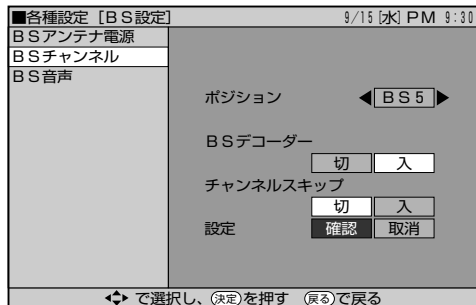 ■各種設定［ＢＳ設定］ 9/15[水]ＰＭ 9:30
ＢＳアンテナ電源
ＢＳチャンネル
ＢＳ音声
ポジション ◀ＢＳ５▶
ＢＳデコーダー
切 入
チャンネルスキップ
切 入
設定 確認 取消
で選択し、決定を押す 戻るで戻る